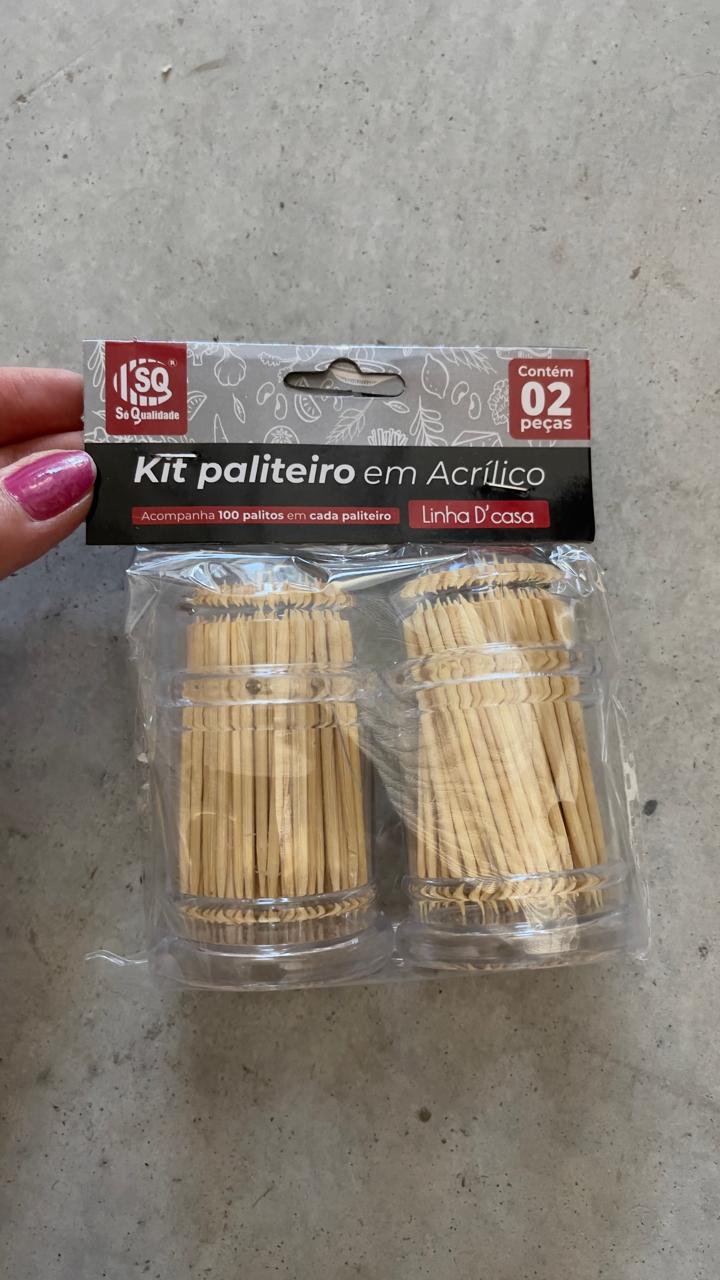 SQ®
Só Qualidade
Contém
02
peças
Kit paliteiro em Acrílico
Acompanha 100 palitos em cada paliteiro
Linha D'casa